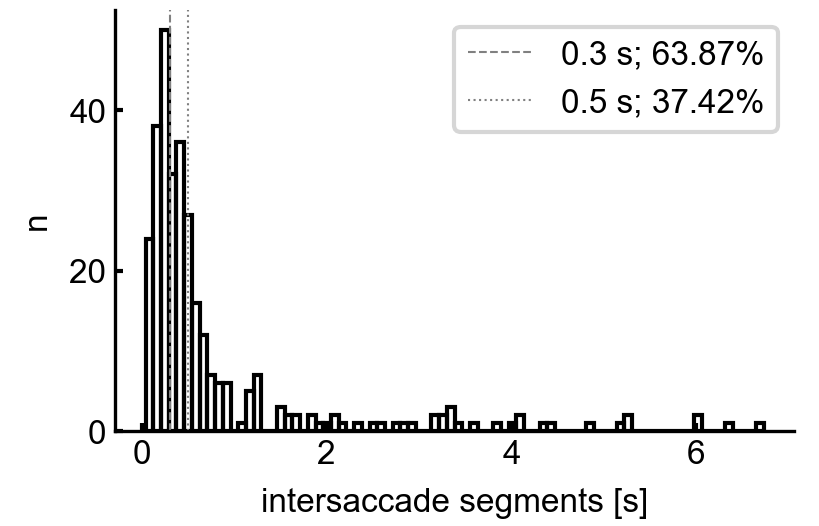 0.3 s; 63.87%
0.5 s; 37.42%
40
20
0
n
0 2 4 6
intersaccade segments [s]